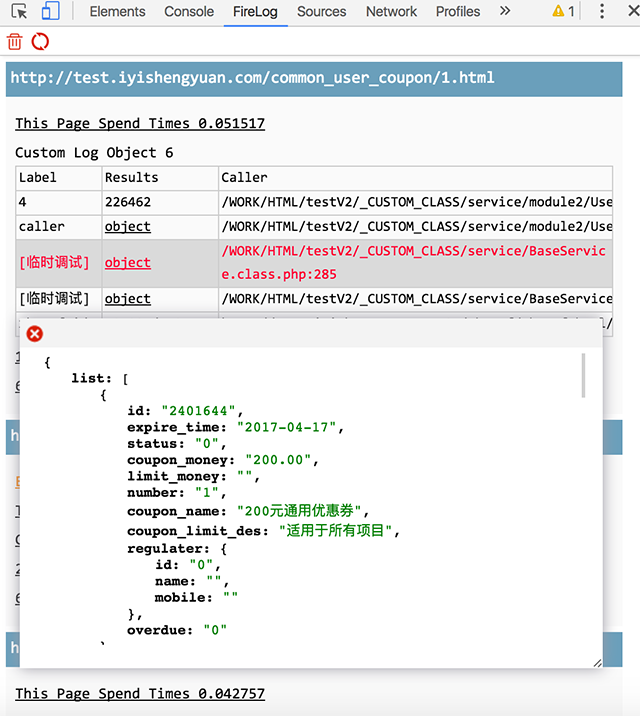 Elements Console FireLog Sources Network Profiles » 1
http://test.iyishengyuan.com/common_user_coupon/1.html
This Page Spend Times 0.051517
Custom Log Object 6
Label Results Caller
4 226462 /WORK/HTML/testV2/_CUSTOM_CLASS/service/module2/Use
caller object /WORK/HTML/testV2/_CUSTOM_CLASS/service/module2/Use
[临时调试] object /WORK/HTML/testV2/_CUSTOM_CLASS/service/BaseServic
e.class.php:285
[临时调试] object /WORK/HTML/testV2/_CUSTOM_CLASS/service/BaseService
{
list: [
{
id: "2401644",
expire_time: "2017-04-17",
status: "0",
coupon_money: "200.00",
limit_money: "",
number: "1",
coupon_name: "200元通用优惠券",
coupon_limit_des: "适用于所有项目",
regulater: {
id: "0",
name: "",
mobile: ""
},
overdue: "0"
This Page Spend Times 0.042757